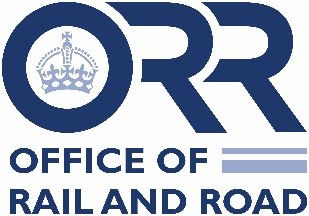 ORR
OFFICE OF
RAIL AND ROAD